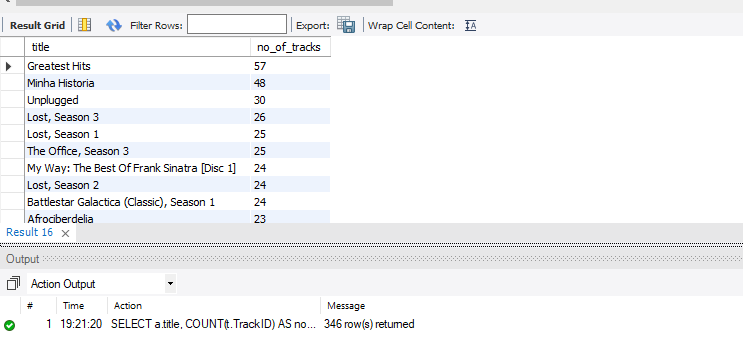 Result Grid Filter Rows: Export: Wrap Cell Content:
title no_of_tracks
Greatest Hits 57
Minha Historia 48
Unplugged 30
Lost, Season 3 26
Lost, Season 1 25
The Office, Season 3 25
My Way: The Best Of Frank Sinatra [Disc 1] 24
Lost, Season 2 24
Battlestar Galactica (Classic), Season 1 24
Afrociberdelia 23
Result 16
Output
Action Output
# Time Action Message
1 19:21:20 SELECT a.title, COUNT(t.TrackID) AS no... 346 row(s) returned